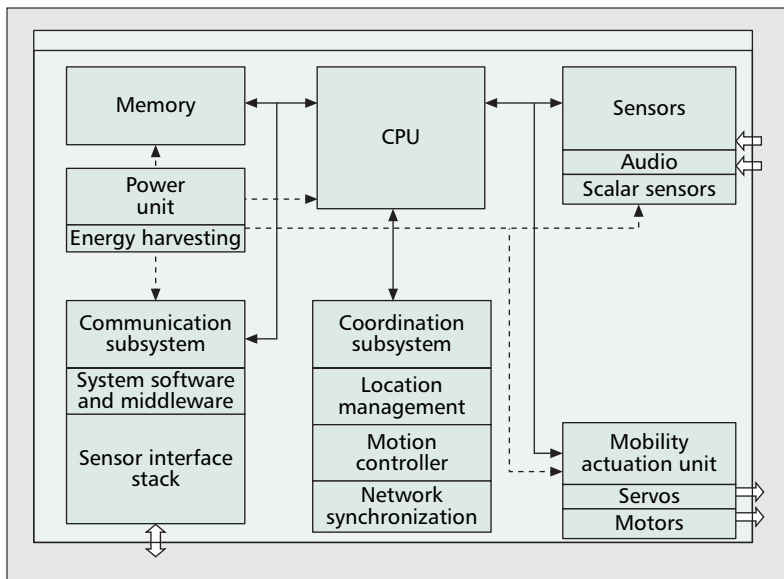 Memory
CPU
Sensors
Audio
Scalar sensors
Power
unit
Energy harvesting
Communication
subsystem
System software
and middleware
Sensor interface
stack
Coordination
subsystem
Location
management
Motion
controller
Network
synchronization
Mobility
actuation unit
Servos
Motors